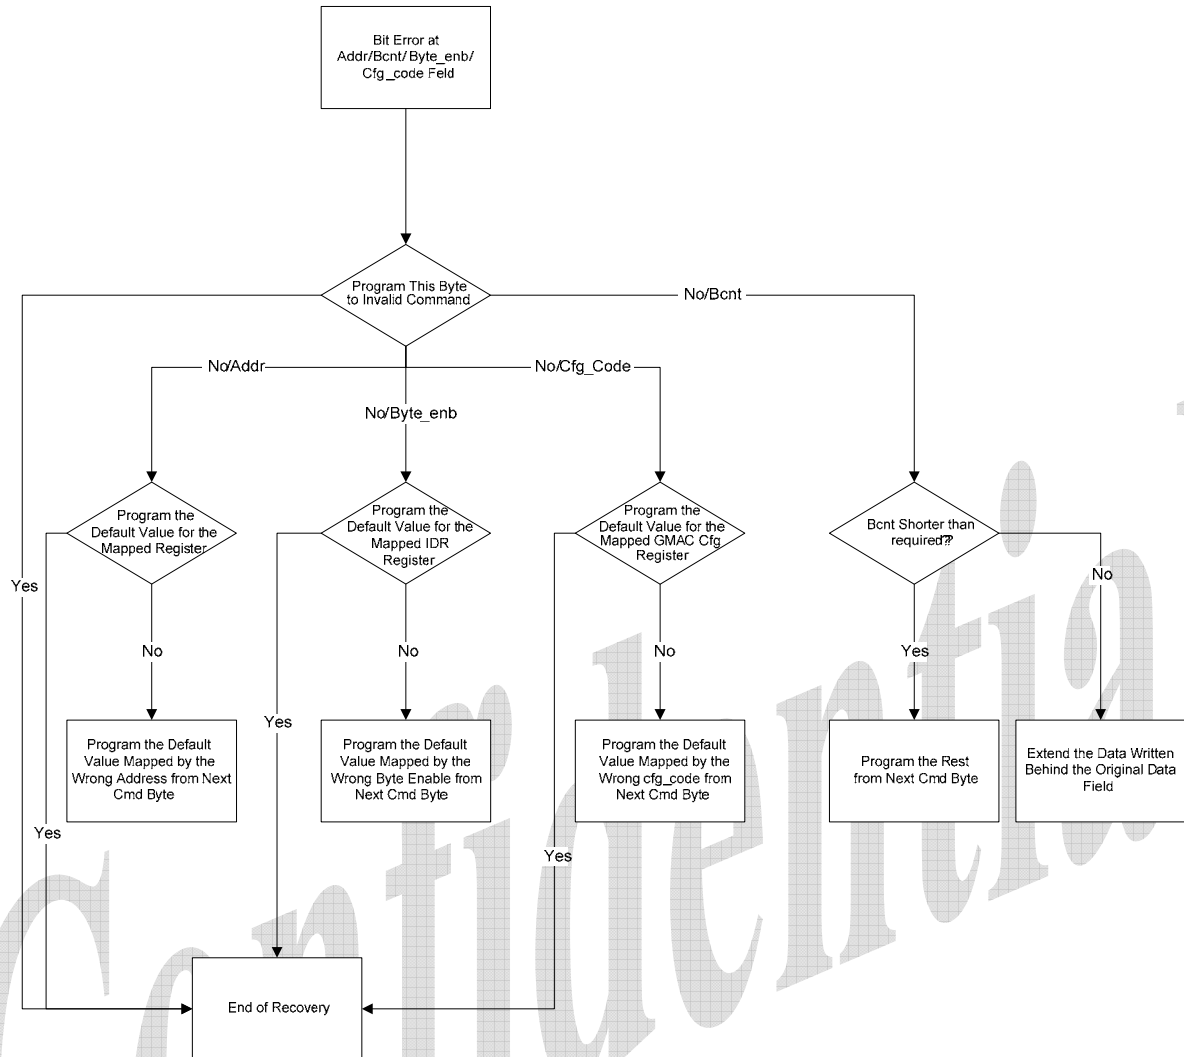 Bit Error at
Addr/Bcnt/Byte_enb/
Cfg_code Feld
Program This Byte
to Invalid Command
No/Bcnt
No/Addr
No/Cfg_Code
No/Byte_enb
Program the
Default Value for the
Mapped Register
Program the
Default Value for the
Mapped IDR
Register
Program the
Default Value for the
Mapped GMAC Cfg
Register
Bcnt Shorter than
required??
Yes
No
No
No
No
Yes
Yes
Program the Default
Value Mapped by the
Wrong Address from Next
Cmd Byte
Program the Default
Value Mapped by the
Wrong Byte Enable from
Next Cmd Byte
Program the Default
Value Mapped by the
Wrong cfg_code from
Next Cmd Byte
Program the Rest
from Next Cmd Byte
Extend the Data Written
Behind the Original Data
Field
Yes
Yes
End of Recovery
Confidentia